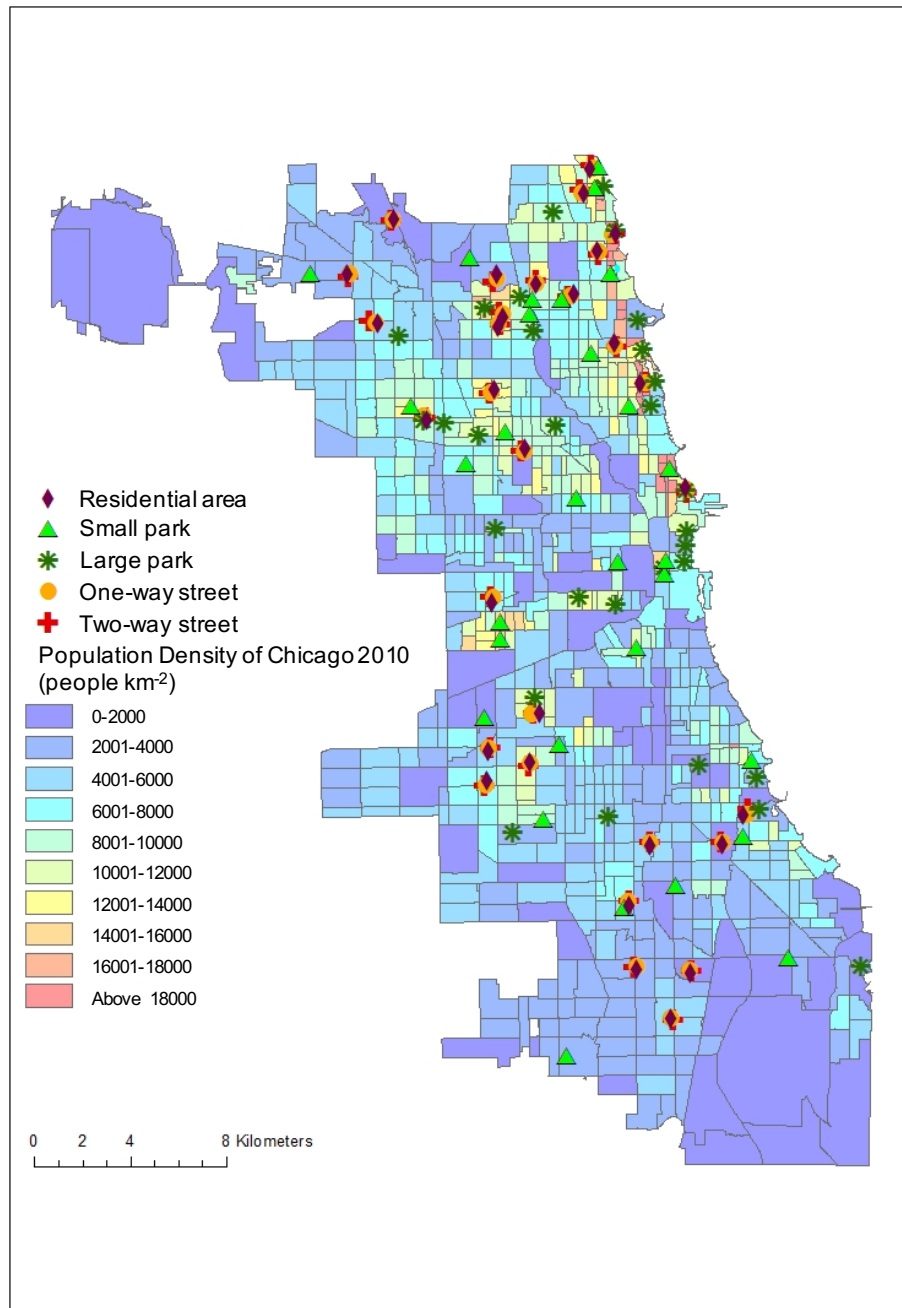 Residential area
Small park
Large park
One-way street
Two-way street
Population Density of Chicago 2010
(people km-2)
0-2000
2001-4000
4001-6000
6001-8000
8001-10000
10001-12000
12001-14000
14001-16000
16001-18000
Above 18000
0 2 4 8 Kilometers